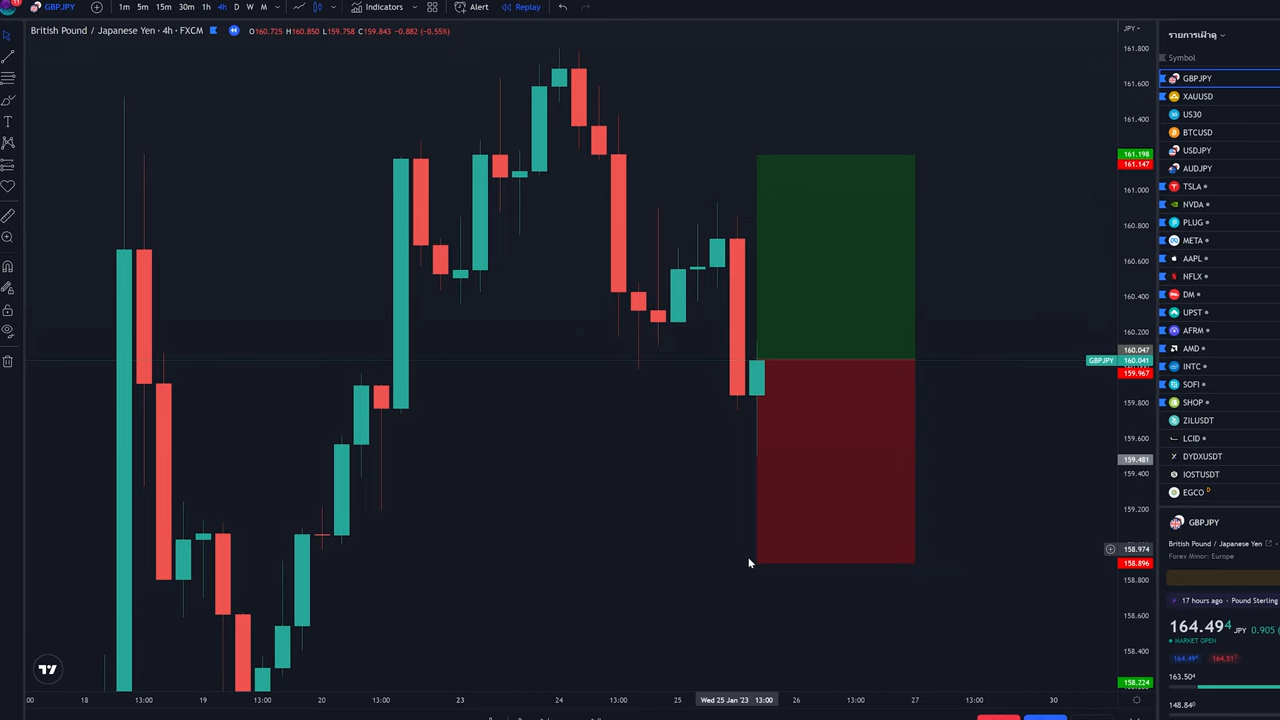 GBPJPY 1m 5m 15m 30m 1h 4h D W M Indicators Alert Replay
British Pound / Japanese Yen · 4h · FXCM O160.725 H160.850 L159.758 C159.843 −0.882 (−0.55%)
JPY
161.800
161.600
161.400
161.198
161.147
161.000
160.800
160.600
160.400
160.200
160.047
GBPJPY 160.041
159.967
159.800
159.600
159.481
159.400
159.200
158.974
158.896
158.800
158.600
158.400
158.224
00 18 13:00 19 13:00 20 13:00 23 24 13:00 25 Wed 25 Jan '23 13:00 26 13:00 27 13:00 30
รายการเฝ้าดู
Symbol
GBPJPY
XAUUSD
US30
BTCUSD
USDJPY
AUDJPY
TSLA
NVDA
PLUG
META
AAPL
NFLX
DM
UPST
AFRM
AMD
INTC
SOFI
SHOP
ZILUSDT
LCID
DYDXUSDT
IOSTUSDT
EGCO D
GBPJPY
British Pound / Japanese Yen
Forex Minor: Europe
17 hours ago · Pound Sterling
164.494 JPY 0.905
MARKET OPEN
164.494 164.517
163.504
148.840